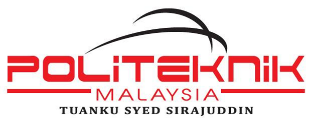 POLiTEKNiK
MALAYSIA
TUANKU SYED SIRAJUDDIN